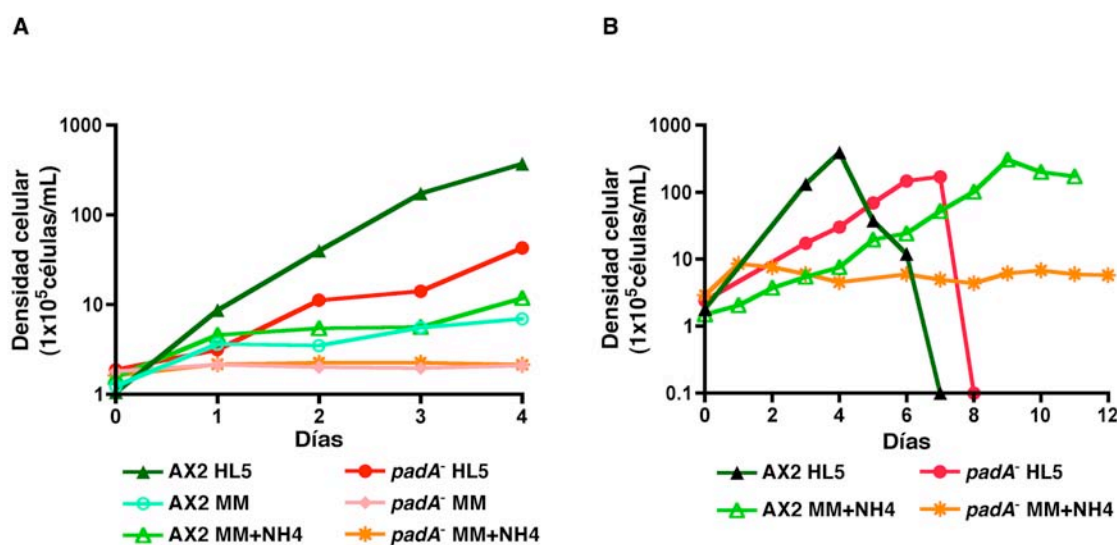 A
B
Densidad celular
(1x10⁵células/mL)
1000
100
10
1
0
1
2
3
4
Días
AX2 HL5
padA⁻ HL5
AX2 MM
padA⁻ MM
AX2 MM+NH4
padA⁻ MM+NH4
Densidad celular
(1x10⁵células/mL)
1000
100
10
1
0.1
0
2
4
6
8
10
12
Días
AX2 HL5
padA⁻ HL5
AX2 MM+NH4
padA⁻ MM+NH4